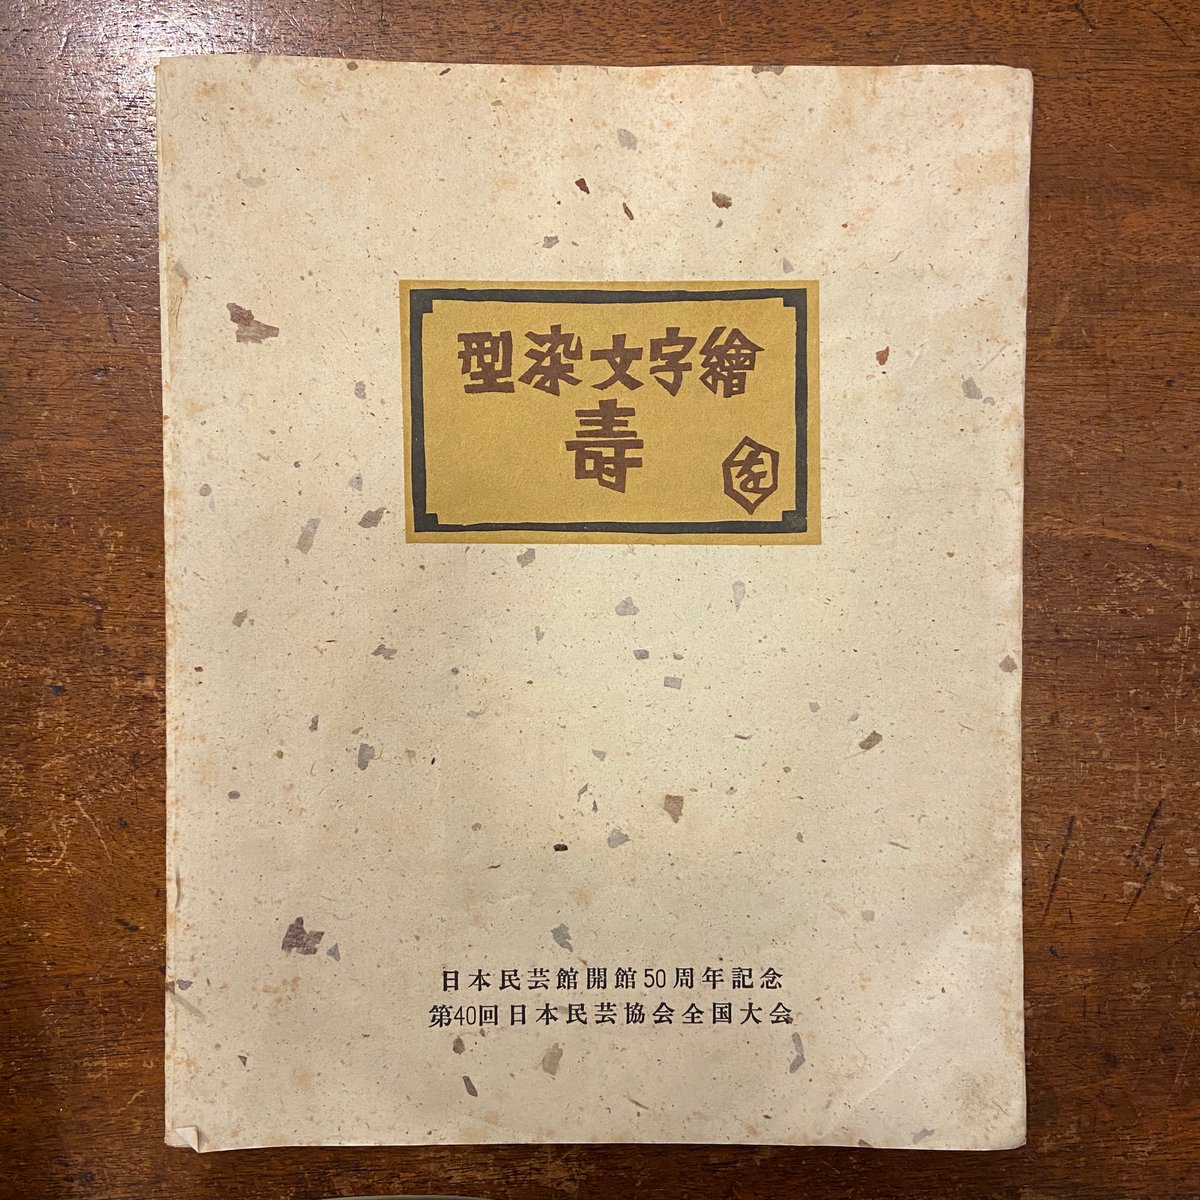 型染文字繪
壽
を
日本民芸館開館50周年記念
第40回日本民芸協会全国大会